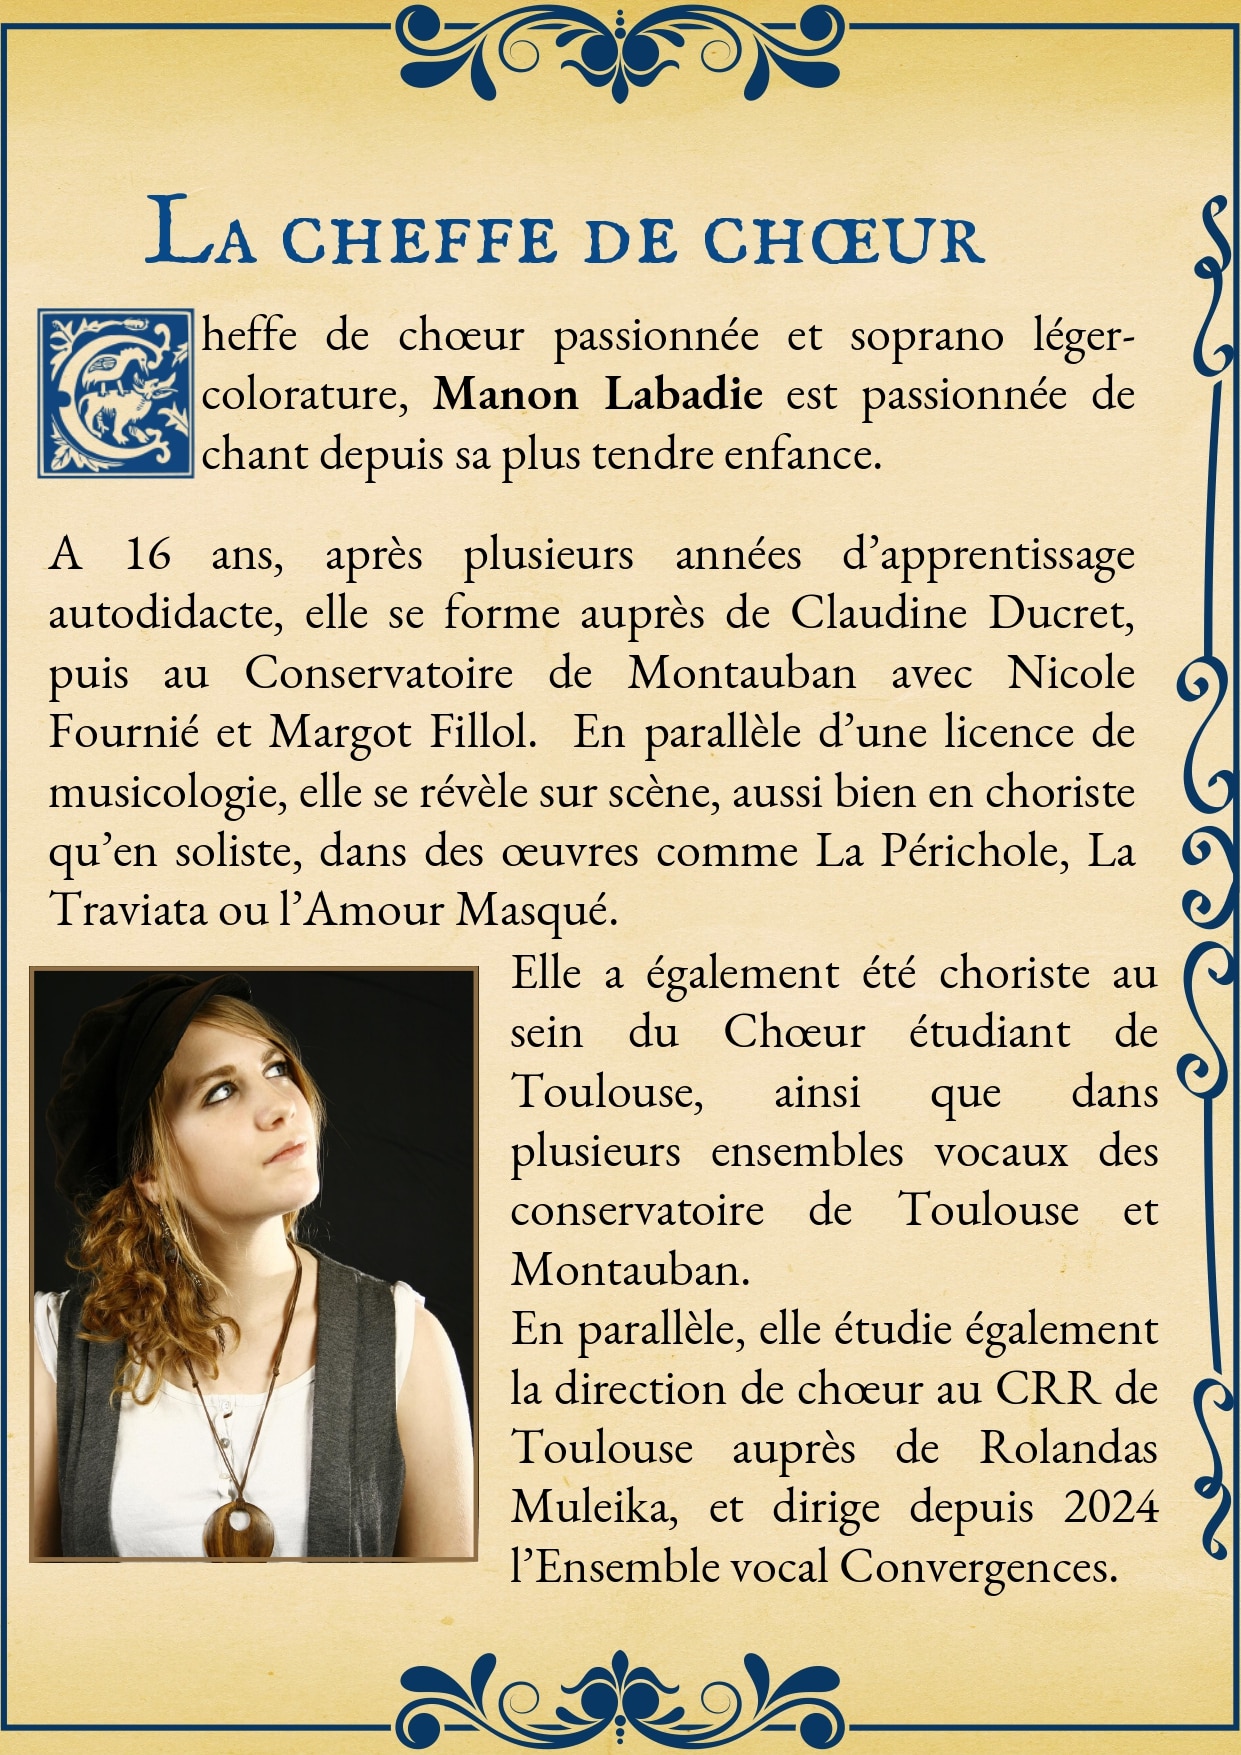 La cheffe de chœur
Cheffe de chœur passionnée et soprano léger-
colorature, Manon Labadie est passionnée de
chant depuis sa plus tendre enfance.
A 16 ans, après plusieurs années d’apprentissage
autodidacte, elle se forme auprès de Claudine Ducret,
puis au Conservatoire de Montauban avec Nicole
Fournié et Margot Fillol. En parallèle d’une licence de
musicologie, elle se révèle sur scène, aussi bien en choriste
qu’en soliste, dans des œuvres comme La Périchole, La
Traviata ou l’Amour Masqué.
Elle a également été choriste au
sein du Chœur étudiant de
Toulouse, ainsi que dans
plusieurs ensembles vocaux des
conservatoire de Toulouse et
Montauban.
En parallèle, elle étudie également
la direction de chœur au CRR de
Toulouse auprès de Rolandas
Muleika, et dirige depuis 2024
l’Ensemble vocal Convergences.